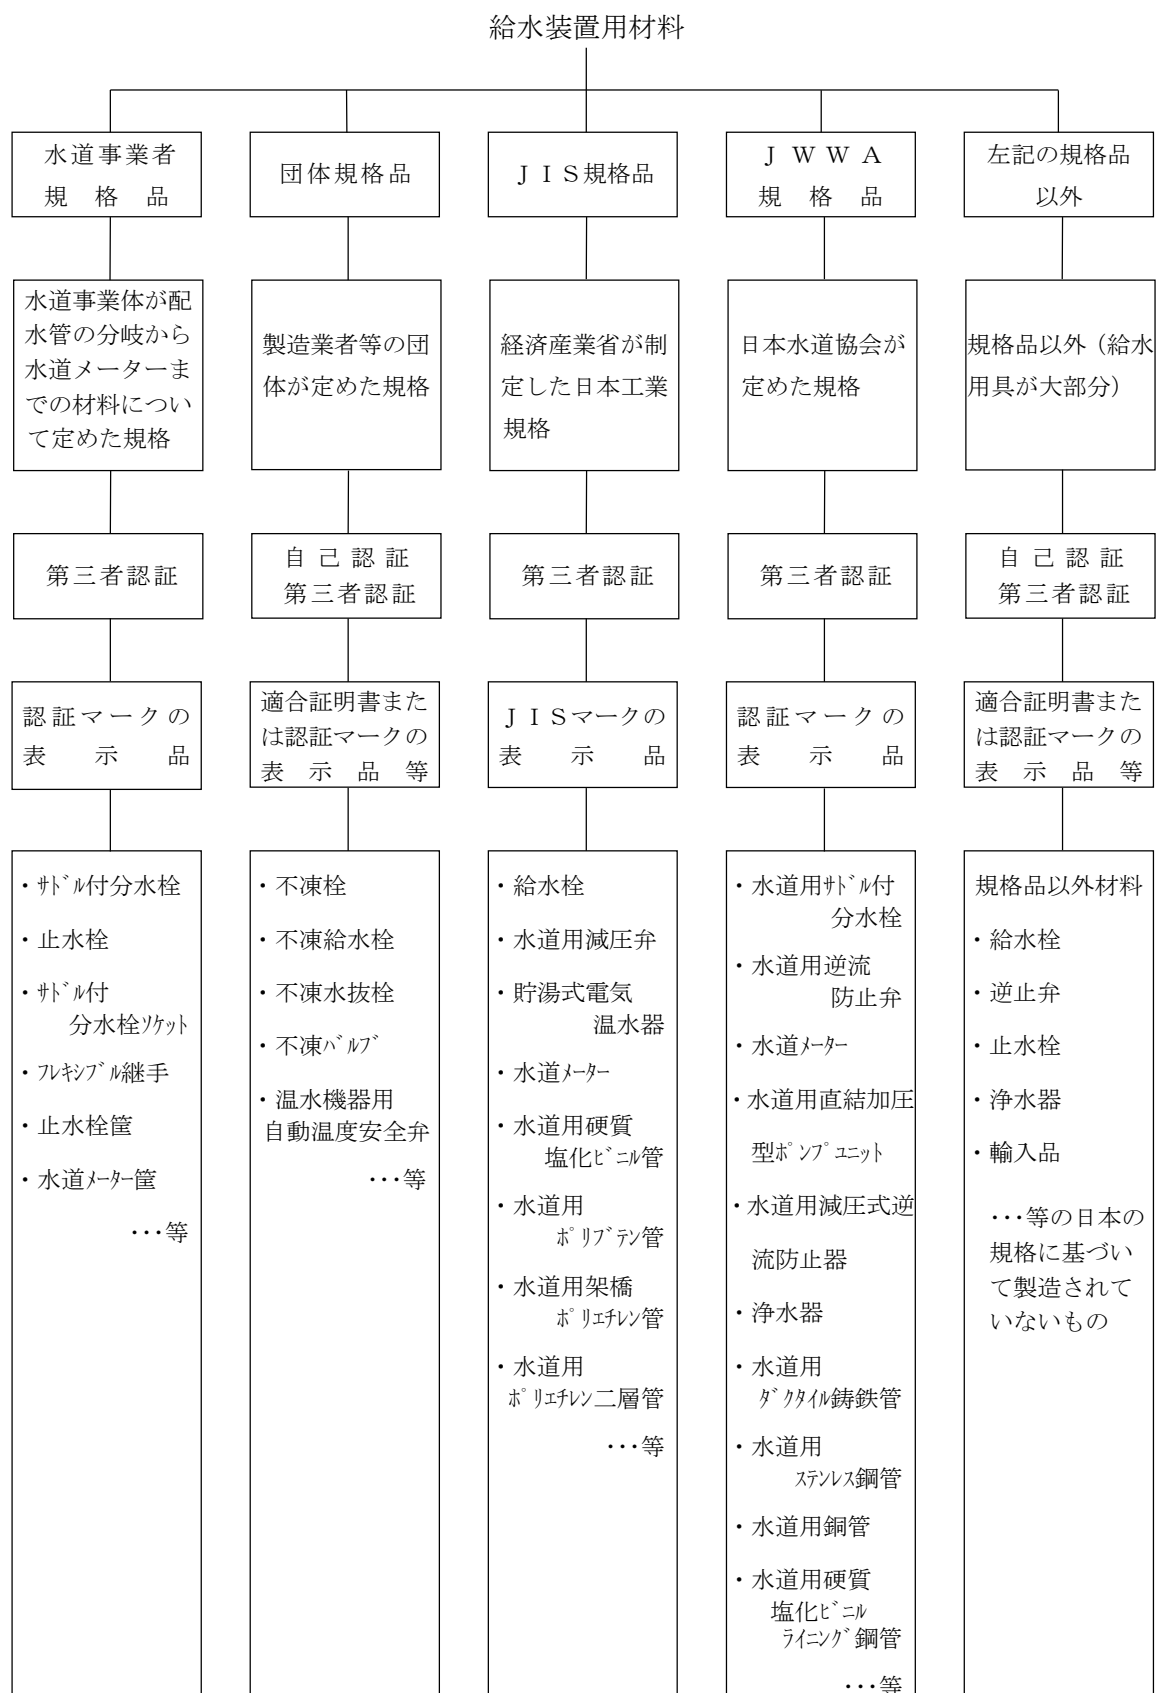 給水装置用材料
水道事業者
規格品
水道事業体が配
水管の分岐から
水道メーターま
での材料につい
て定めた規格
第三者認証
認証マークの
表示品
・ｻﾄﾞﾙ付分水栓
・止水栓
・ｻﾄﾞﾙ付
分水栓ｿｹｯﾄ
・ﾌﾚｷｼﾌﾞﾙ継手
・止水栓筐
・水道ﾒｰﾀｰ筐
･･･等
団体規格品
製造業者等の団
体が定めた規格
自己認証
第三者認証
適合証明書また
は認証マークの
表示品等
・不凍栓
・不凍給水栓
・不凍水抜栓
・不凍ﾊﾞﾙﾌﾞ
・温水機器用
自動温度安全弁
･･･等
ＪＩＳ規格品
経済産業省が制
定した日本工業
規格
第三者認証
ＪＩＳマークの
表示品
・給水栓
・水道用減圧弁
・貯湯式電気
温水器
・水道ﾒｰﾀｰ
・水道用硬質
塩化ﾋﾞﾆﾙ管
・水道用
ﾎﾟﾘﾌﾞﾃﾝ管
・水道用架橋
ﾎﾟﾘｴﾁﾚﾝ管
・水道用
ﾎﾟﾘｴﾁﾚﾝ二層管
･･･等
ＪＷＷＡ
規格品
日本水道協会が
定めた規格
第三者認証
認証マークの
表示品
・水道用ｻﾄﾞﾙ付
分水栓
・水道用逆流
防止弁
・水道ﾒｰﾀｰ
・水道用直結加圧
型ﾎﾟﾝﾌﾟﾕﾆｯﾄ
・水道用減圧式逆
流防止器
・浄水器
・水道用
ﾀﾞｸﾀｲﾙ鋳鉄管
・水道用
ｽﾃﾝﾚｽ鋼管
・水道用銅管
・水道用硬質
塩化ﾋﾞﾆﾙ
ﾗｲﾆﾝｸﾞ鋼管
･･･等
左記の規格品
以外
規格品以外（給水
用具が大部分）
自己認証
第三者認証
適合証明書また
は認証マークの
表示品等
規格品以外材料
・給水栓
・逆止弁
・止水栓
・浄水器
・輸入品
･･･等の日本の
規格に基づい
て製造されて
いないもの